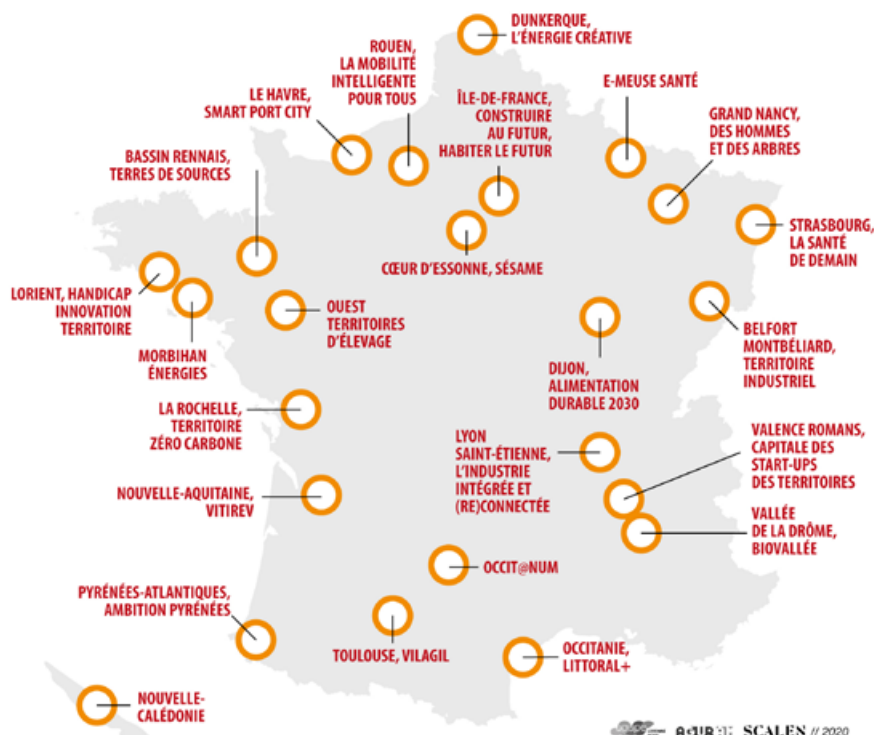 DUNKERQUE,
L'ÉNERGIE CRÉATIVE
ROUEN,
LA MOBILITÉ
INTELLIGENTE
POUR TOUS
LE HAVRE,
SMART PORT CITY
ÎLE-DE-FRANCE,
CONSTRUIRE
AU FUTUR,
HABITER LE FUTUR
E-MEUSE SANTÉ
GRAND NANCY,
DES HOMMES
ET DES ARBRES
BASSIN RENNAIS,
TERRES DE SOURCES
STRASBOURG,
LA SANTÉ
DE DEMAIN
CŒUR D'ESSONNE, SÉSAME
LORIENT, HANDICAP
INNOVATION
TERRITOIRE
OUEST
TERRITOIRES
D'ÉLEVAGE
MORBIHAN
ÉNERGIES
BELFORT
MONTBÉLIARD,
TERRITOIRE
INDUSTRIEL
DIJON,
ALIMENTATION
DURABLE 2030
LA ROCHELLE,
TERRITOIRE
ZÉRO CARBONE
LYON
SAINT-ÉTIENNE,
L'INDUSTRIE
INTÉGRÉE ET
(RE)CONNECTÉE
VALENCE ROMANS,
CAPITALE DES
START-UPS
DES TERRITOIRES
NOUVELLE-AQUITAINE,
VITIREV
VALLÉE
DE LA DRÔME,
BIOVALLÉE
OCCIT@NUM
PYRÉNÉES-ATLANTIQUES,
AMBITION PYRÉNÉES
TOULOUSE, VILAGIL
OCCITANIE,
LITTORAL+
NOUVELLE-
CALÉDONIE
SCALEN // 2020